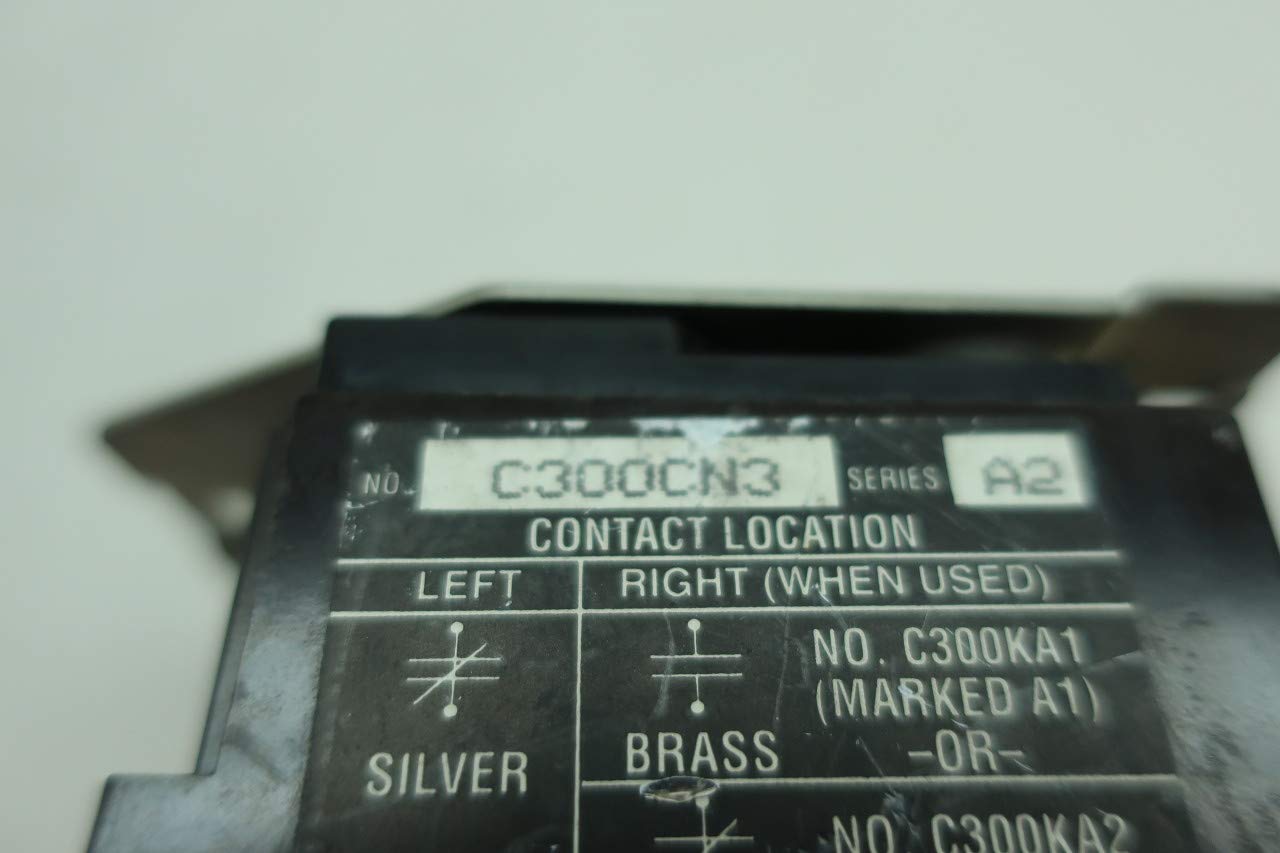 NO. C300CN3 SERIES A2
CONTACT LOCATION
LEFT RIGHT (WHEN USED)
NO. C300KA1
(MARKED A1)
SILVER BRASS -OR-
NO. C300KA2